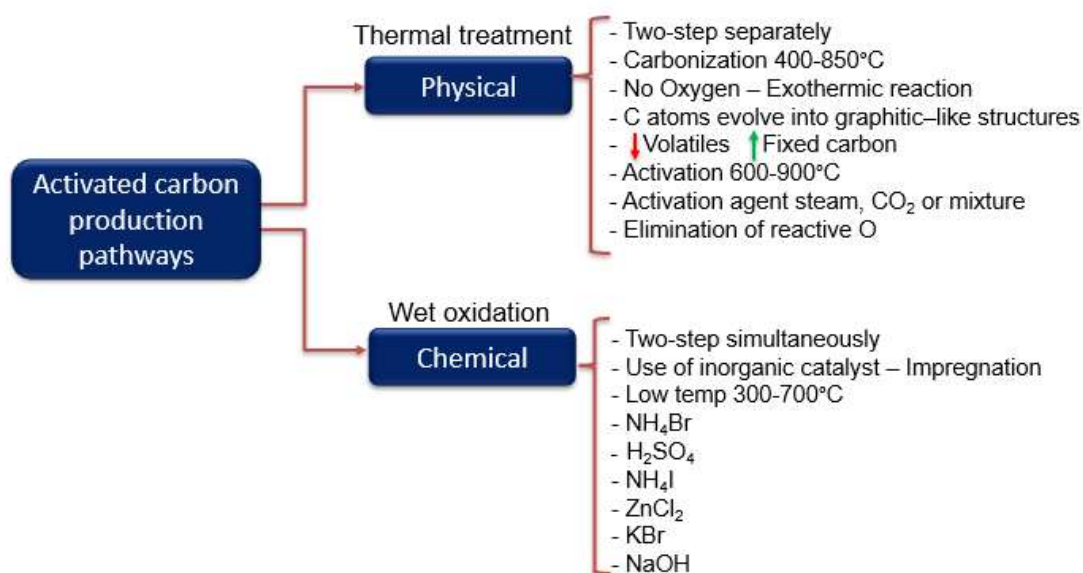 Activated carbon
production
pathways
Thermal treatment
Physical
- Two-step separately
- Carbonization 400-850°C
- No Oxygen – Exothermic reaction
- C atoms evolve into graphitic–like structures
- ↓Volatiles ↑Fixed carbon
- Activation 600-900°C
- Activation agent steam, CO₂ or mixture
- Elimination of reactive O
Wet oxidation
Chemical
- Two-step simultaneously
- Use of inorganic catalyst – Impregnation
- Low temp 300-700°C
- NH₄Br
- H₂SO₄
- NH₄I
- ZnCl₂
- KBr
- NaOH